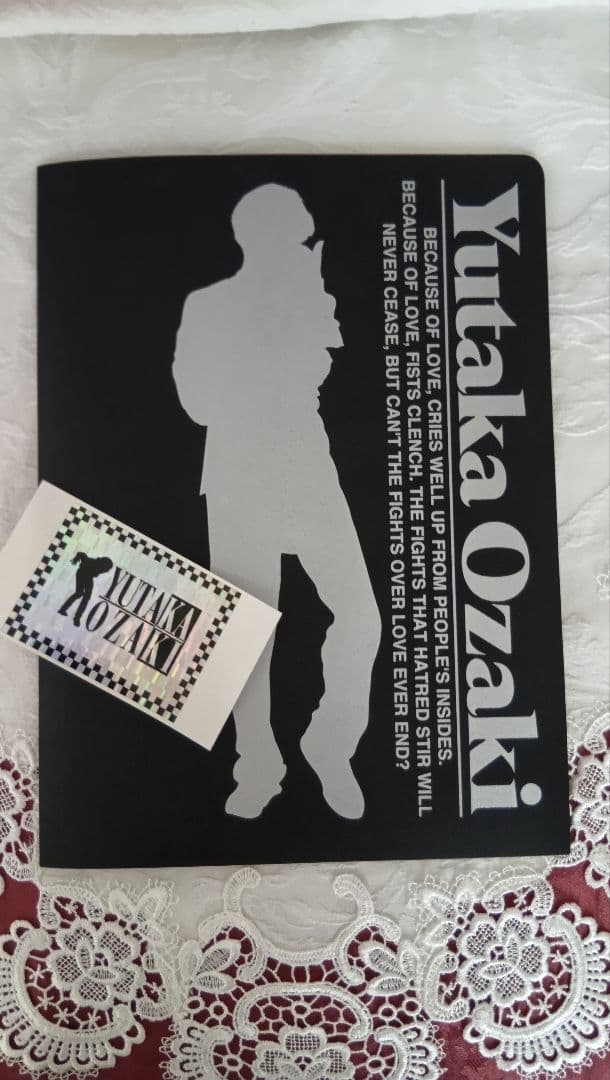 Yutaka Ozaki
BECAUSE OF LOVE, CRIES WELL UP FROM PEOPLE'S INSIDES.
BECAUSE OF LOVE, FISTS CLENCH. THE FIGHTS THAT HATRED STIR WILL
NEVER CEASE, BUT CAN'T THE FIGHTS OVER LOVE EVER END?
YUTAKA
OZAKI